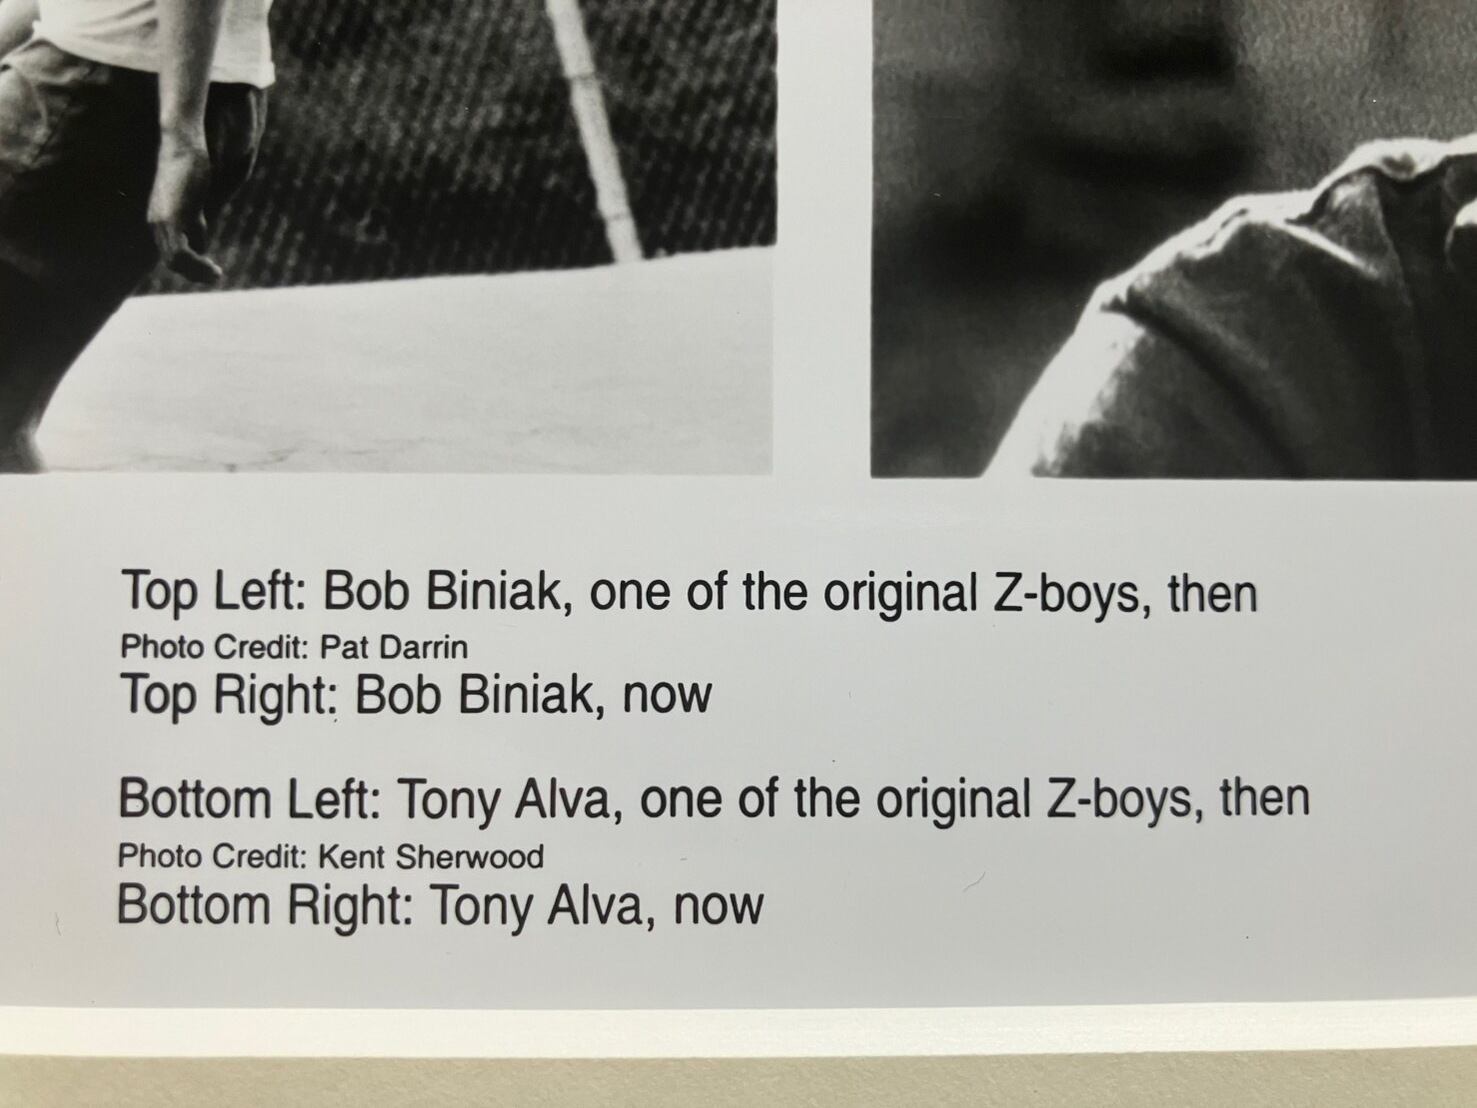 Top Left: Bob Biniak, one of the original Z-boys, then
Photo Credit: Pat Darrin
Top Right: Bob Biniak, now
Bottom Left: Tony Alva, one of the original Z-boys, then
Photo Credit: Kent Sherwood
Bottom Right: Tony Alva, now